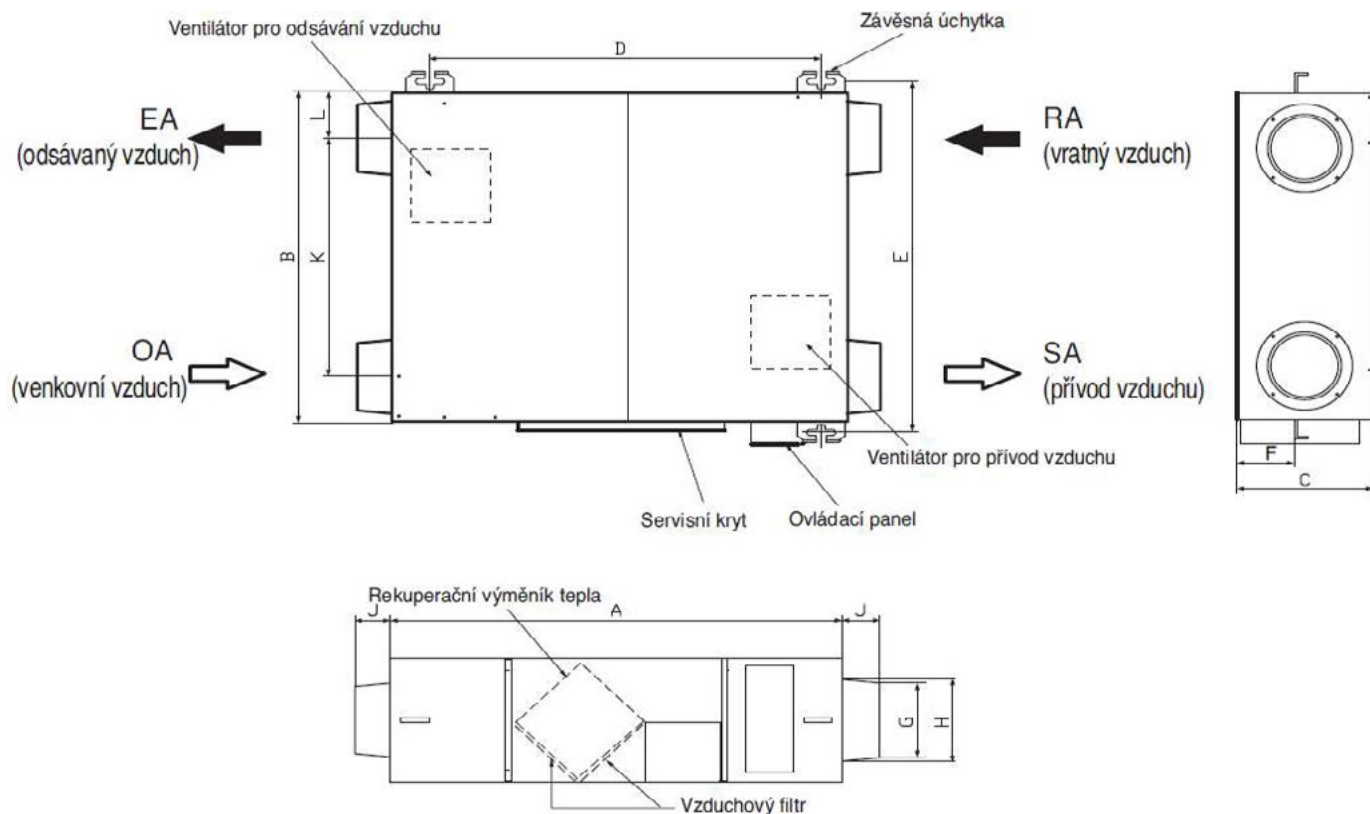 Ventilátor pro odsávání vzduchu
Závěsná úchytka
D
EA
(odsávaný vzduch)
L
RA
(vratný vzduch)
B
K
E
OA
(venkovní vzduch)
SA
(přívod vzduchu)
Ventilátor pro přívod vzduchu
F
C
Servisní kryt
Ovládací panel
Rekuperační výměník tepla
J
A
J
G
H
Vzduchový filtr